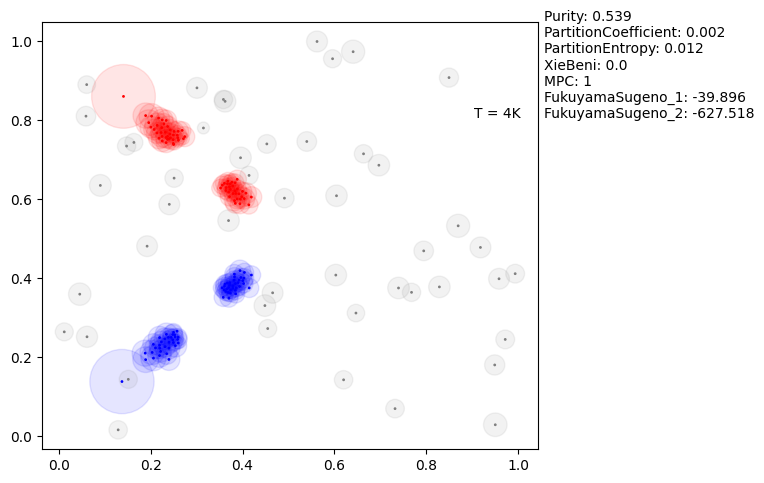 Purity: 0.539
PartitionCoefficient: 0.002
PartitionEntropy: 0.012
XieBeni: 0.0
MPC: 1
FukuyamaSugeno_1: -39.896
FukuyamaSugeno_2: -627.518
T = 4K
1.0
0.8
0.6
0.4
0.2
0.0
0.0 0.2 0.4 0.6 0.8 1.0